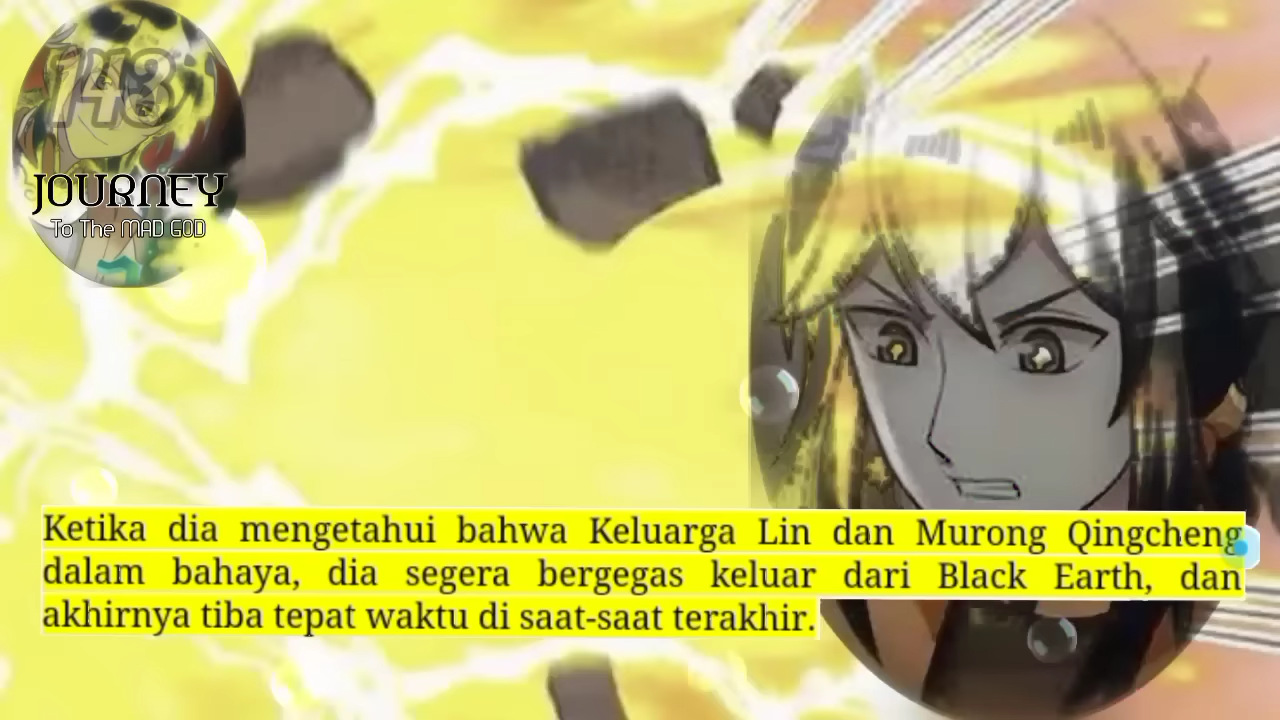 143
JOURNEY
To The MAD GOD
Ketika dia mengetahui bahwa Keluarga Lin dan Murong Qingcheng
dalam bahaya, dia segera bergegas keluar dari Black Earth, dan
akhirnya tiba tepat waktu di saat-saat terakhir.